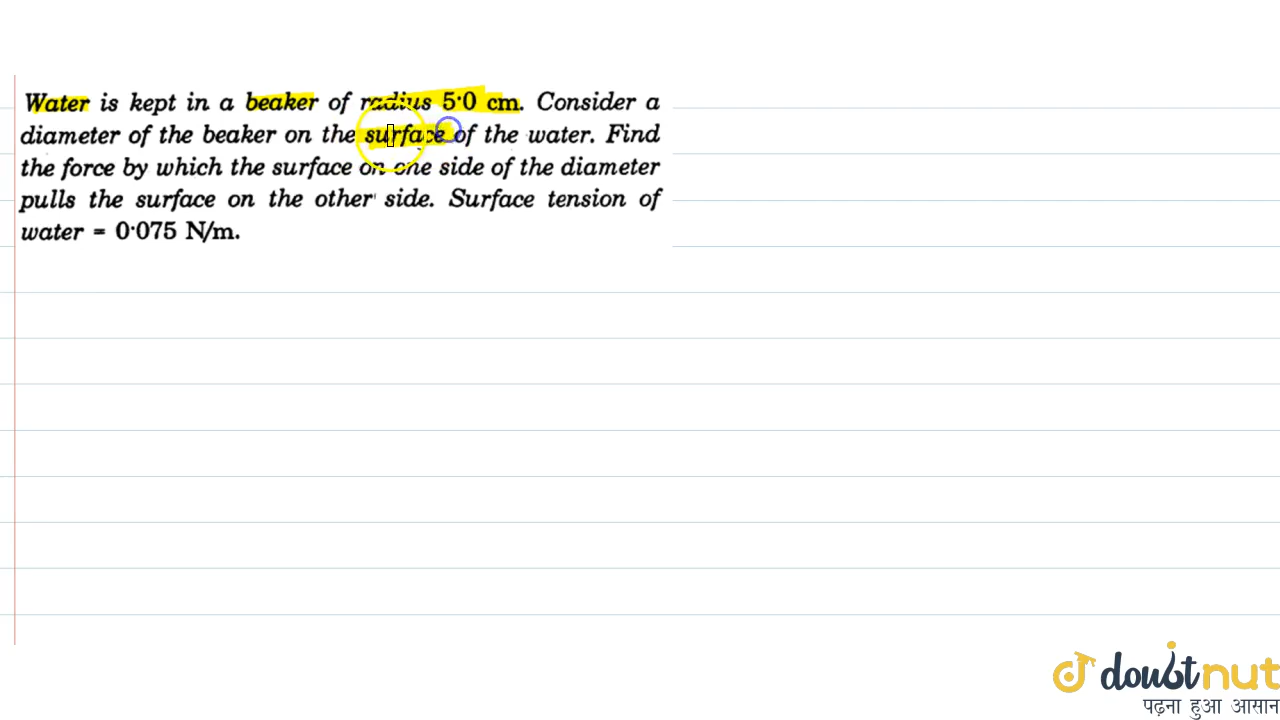 Water is kept in a beaker of radius 5·0 cm. Consider a
diameter of the beaker on the surface of the water. Find
the force by which the surface on one side of the diameter
pulls the surface on the other side. Surface tension of
water = 0·075 N/m.
doubtnut
पढ़ना हुआ आसान